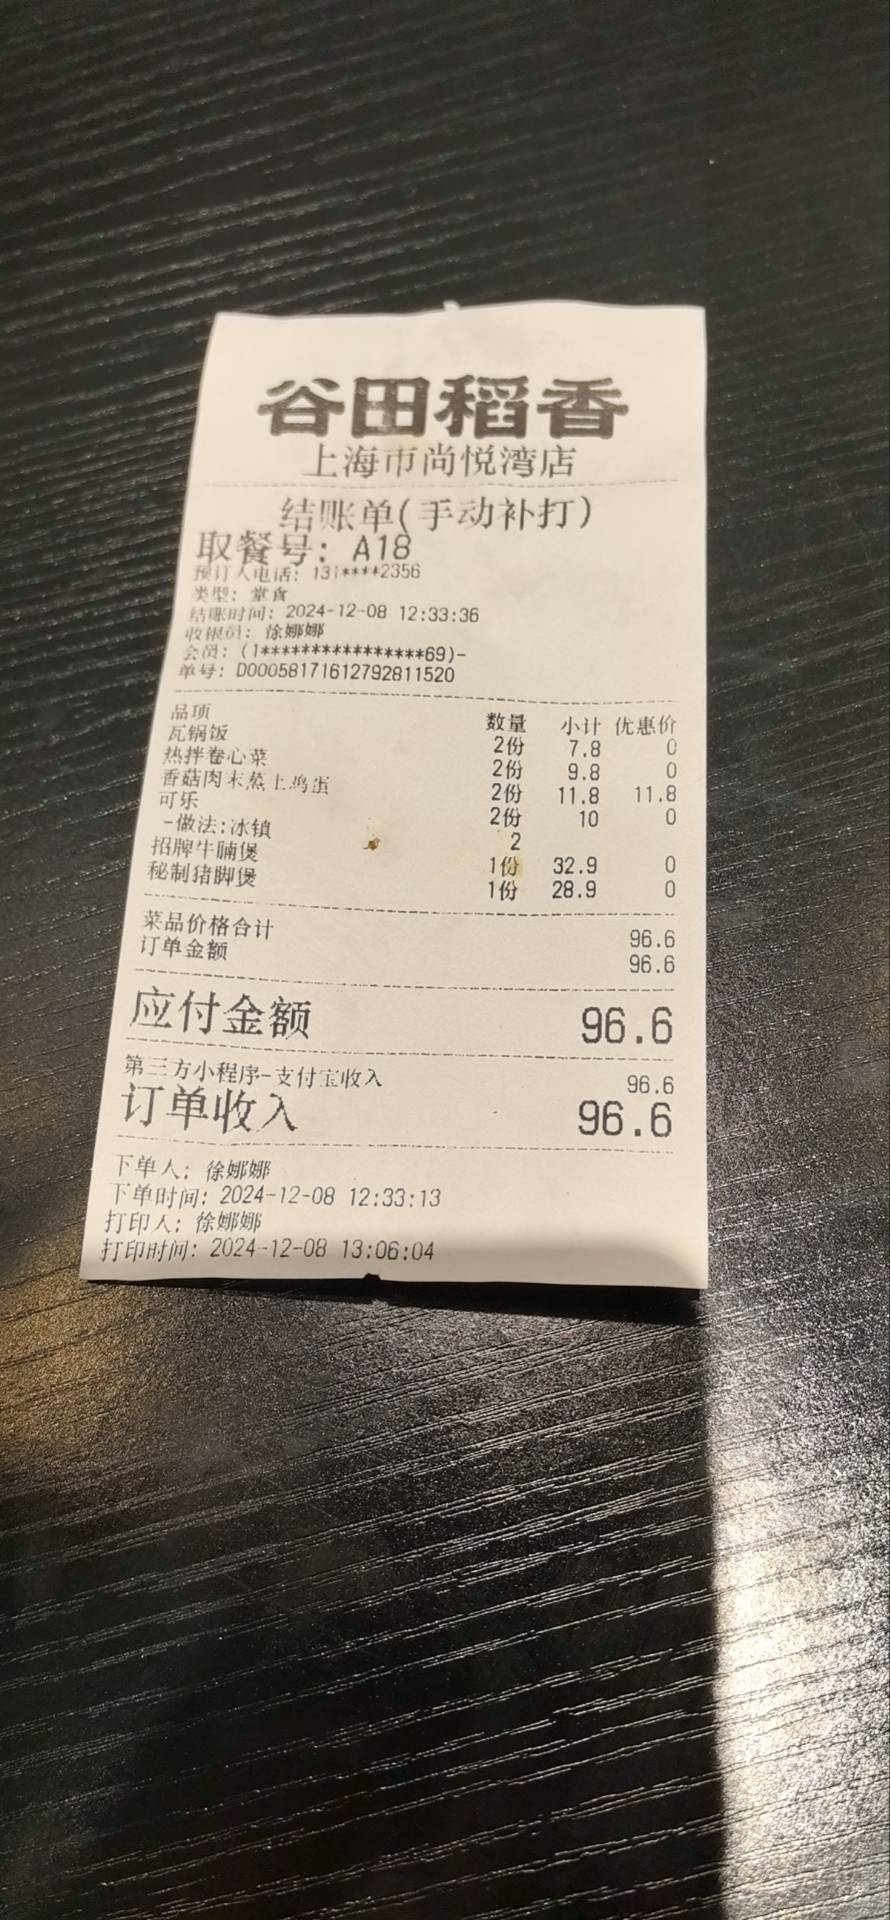 谷田稻香
上海市尚悦湾店
结账单(手动补打)
取餐号: A18
预订人电话: 131****2356
类型: 堂食
结账时间: 2024-12-08 12:33:36
收银员: 徐娜娜
会员: (1****************69)-
单号: D00058171612792811520
品项 数量 小计 优惠价
瓦锅饭 2份 7.8 0
热拌卷心菜 2份 9.8 0
香菇肉末蒸土鸡蛋 2份 11.8 11.8
可乐 2份 10 0
-做法:冰镇 2
招牌牛腩煲 1份 32.9 0
秘制猪脚煲 1份 28.9 0
菜品价格合计 96.6
订单金额 96.6
应付金额 96.6
第三方小程序-支付宝收入 96.6
订单收入 96.6
下单人: 徐娜娜
下单时间: 2024-12-08 12:33:13
打印人: 徐娜娜
打印时间: 2024-12-08 13:06:04